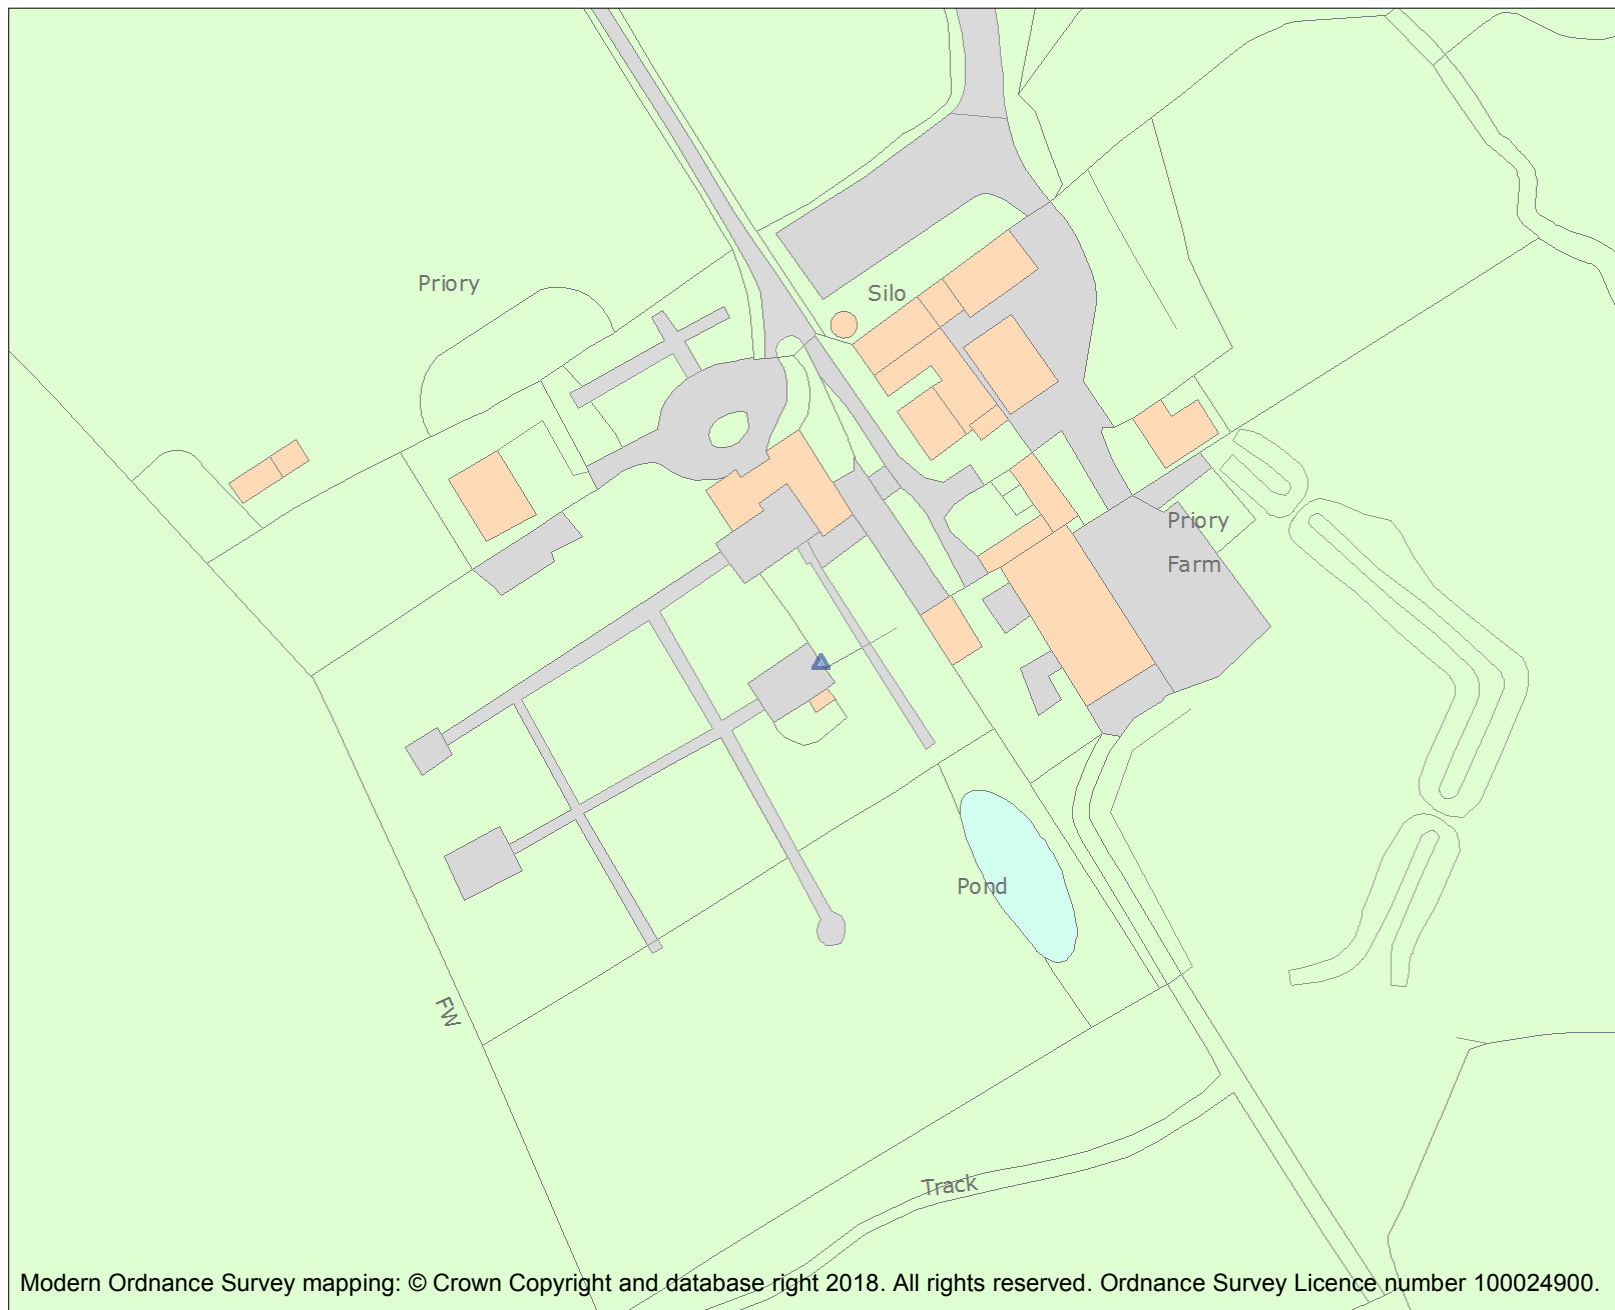 Priory
Silo
Priory
Farm
Pond
FW
Track
Modern Ordnance Survey mapping: © Crown Copyright and database right 2018. All rights reserved. Ordnance Survey Licence number 100024900.